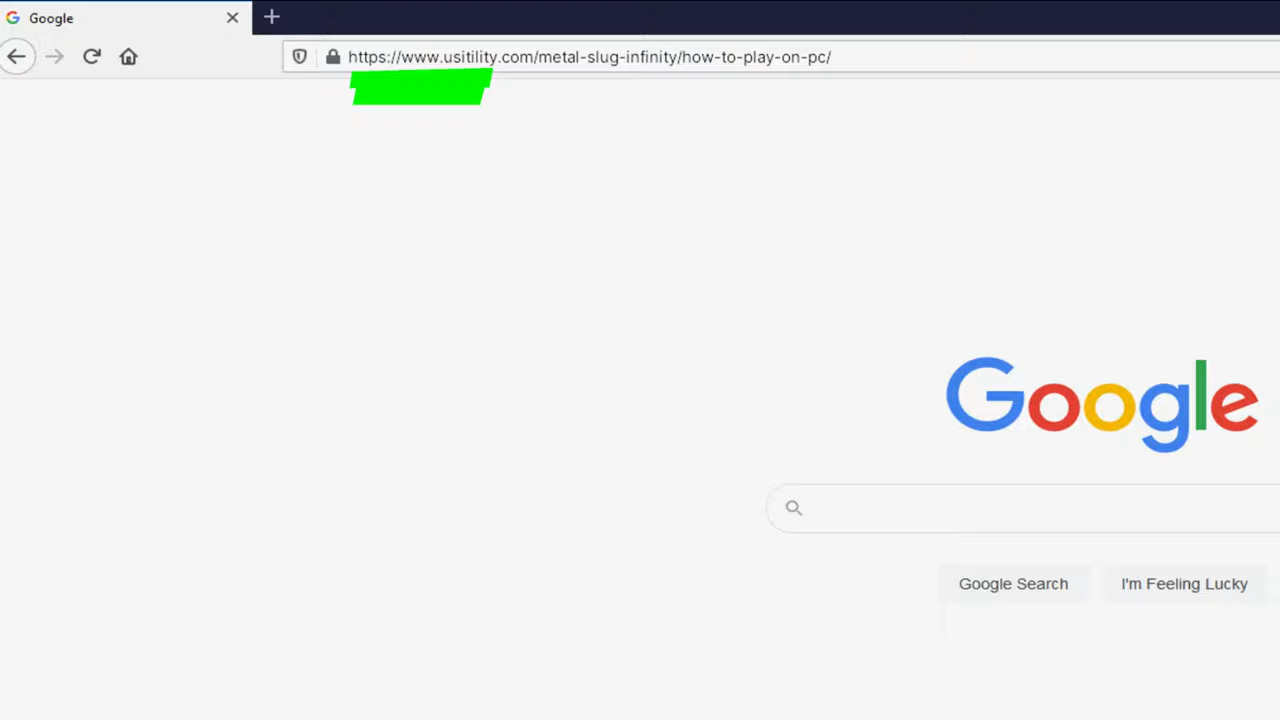 Google
https://www.usitility.com/metal-slug-infinity/how-to-play-on-pc/
Google
Google Search
I'm Feeling Lucky